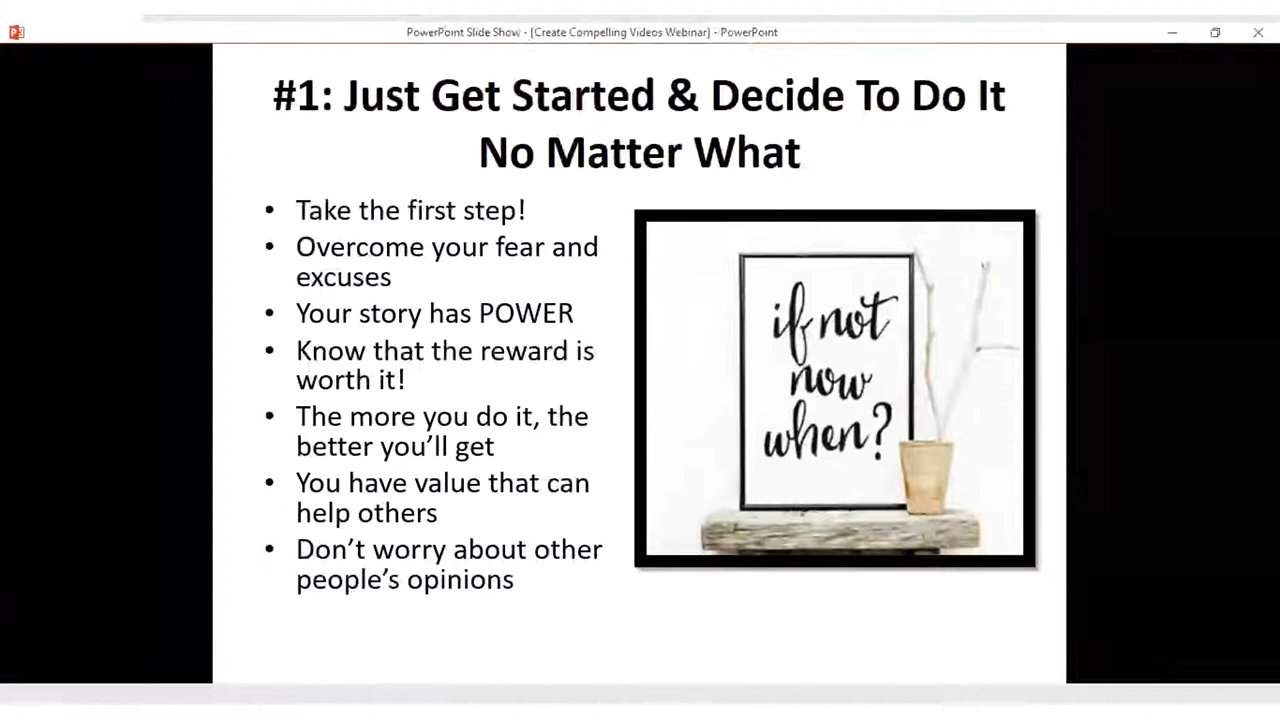 PowerPoint Slide Show - [Create Compelling Videos Webinar] - PowerPoint
#1: Just Get Started & Decide To Do It
No Matter What
• Take the first step!
• Overcome your fear and
excuses
• Your story has POWER
• Know that the reward is
worth it!
• The more you do it, the
better you’ll get
• You have value that can
help others
• Don’t worry about other
people’s opinions
if not
now
when?